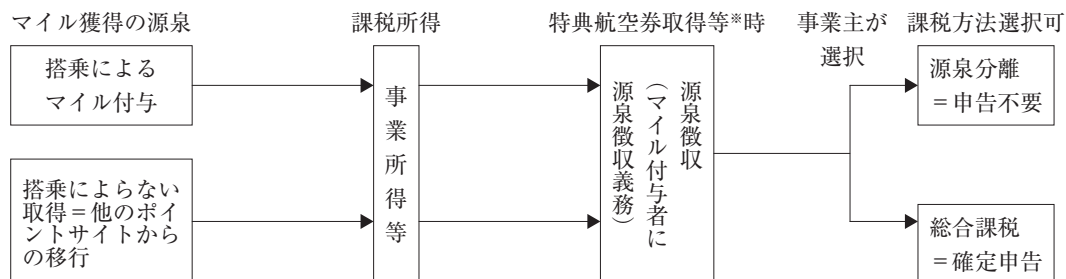 マイル獲得の源泉
課税所得
特典航空券取得等※時
事業主が
選択
課税方法選択可
搭乗による
マイル付与
搭乗によらない
取得＝他のポイ
ントサイトから
の移行
事業所得等
源泉徴収
（マイル付与者に
源泉徴収義務）
源泉分離
＝申告不要
総合課税
＝確定申告